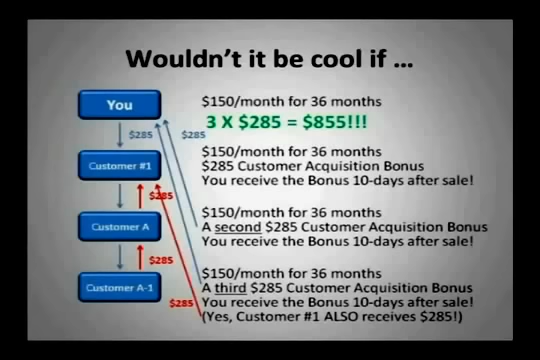 Wouldn't it be cool if ...
You
$150/month for 36 months
3 X $285 = $855!!!
$285
$285
Customer #1
$150/month for 36 months
$285 Customer Acquisition Bonus
You receive the Bonus 10-days after sale!
$285
Customer A
$150/month for 36 months
A second $285 Customer Acquisition Bonus
You receive the Bonus 10-days after sale!
$285
Customer A-1
$150/month for 36 months
A third $285 Customer Acquisition Bonus
You receive the Bonus 10-days after sale!
$285
(Yes, Customer #1 ALSO receives $285!)